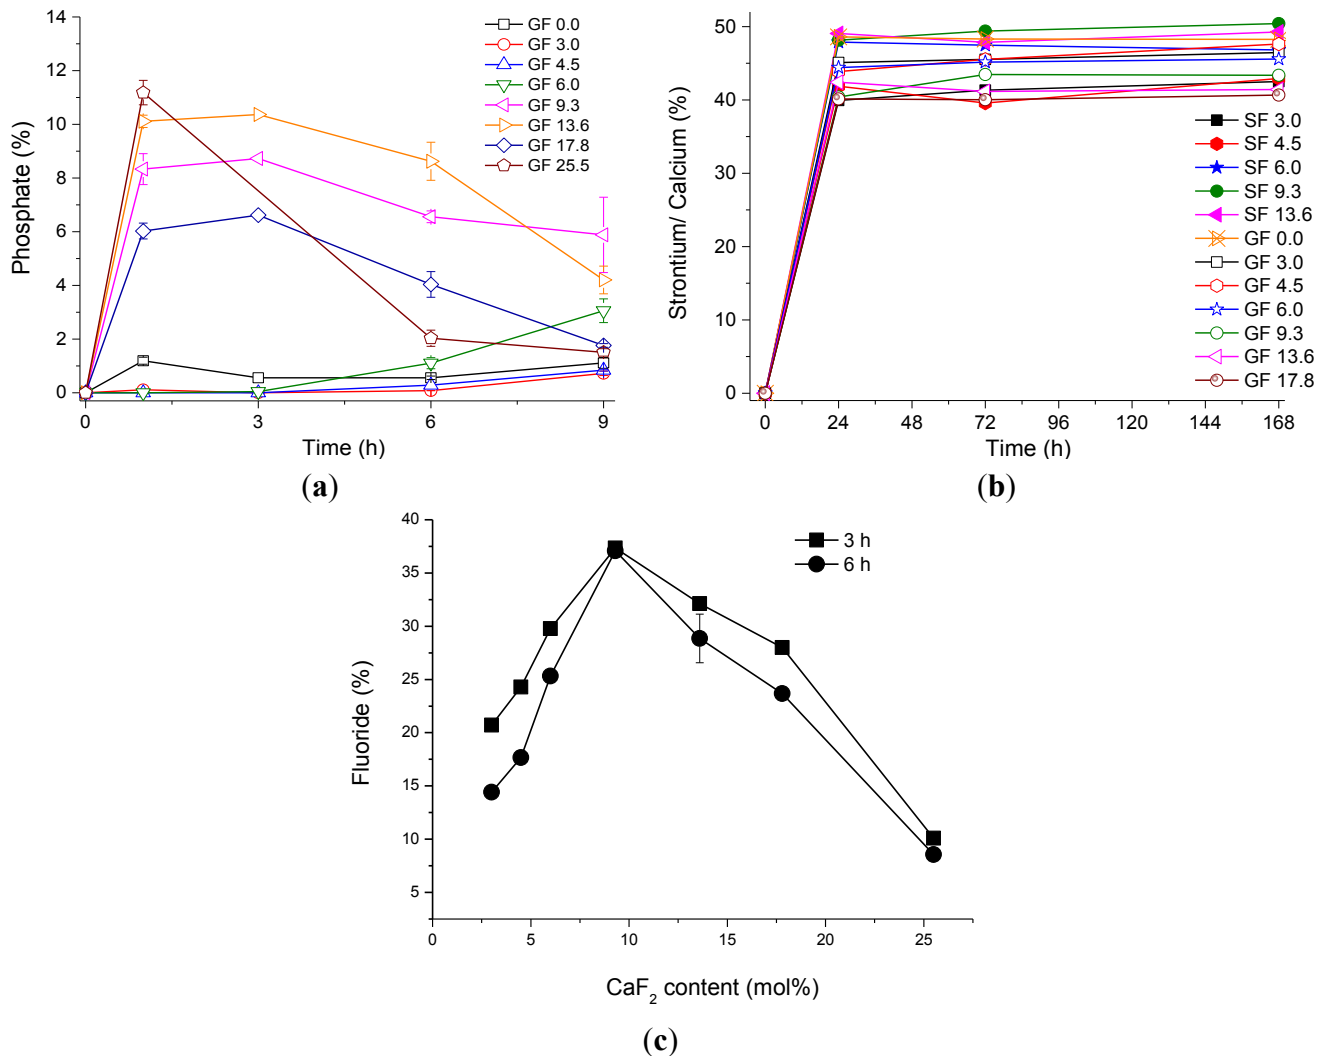 14
12
10
8
6
4
2
0
Phosphate (%)
GF 0.0
GF 3.0
GF 4.5
GF 6.0
GF 9.3
GF 13.6
GF 17.8
GF 25.5
0 3 6 9
Time (h)
(a)
50
40
30
20
10
0
Strontium/ Calcium (%)
SF 3.0
SF 4.5
SF 6.0
SF 9.3
SF 13.6
GF 0.0
GF 3.0
GF 4.5
GF 6.0
GF 9.3
GF 13.6
GF 17.8
0 24 48 72 96 120 144 168
Time (h)
(b)
40
35
30
25
20
15
10
5
Fluoride (%)
3 h
6 h
0 5 10 15 20 25
CaF₂ content (mol%)
(c)